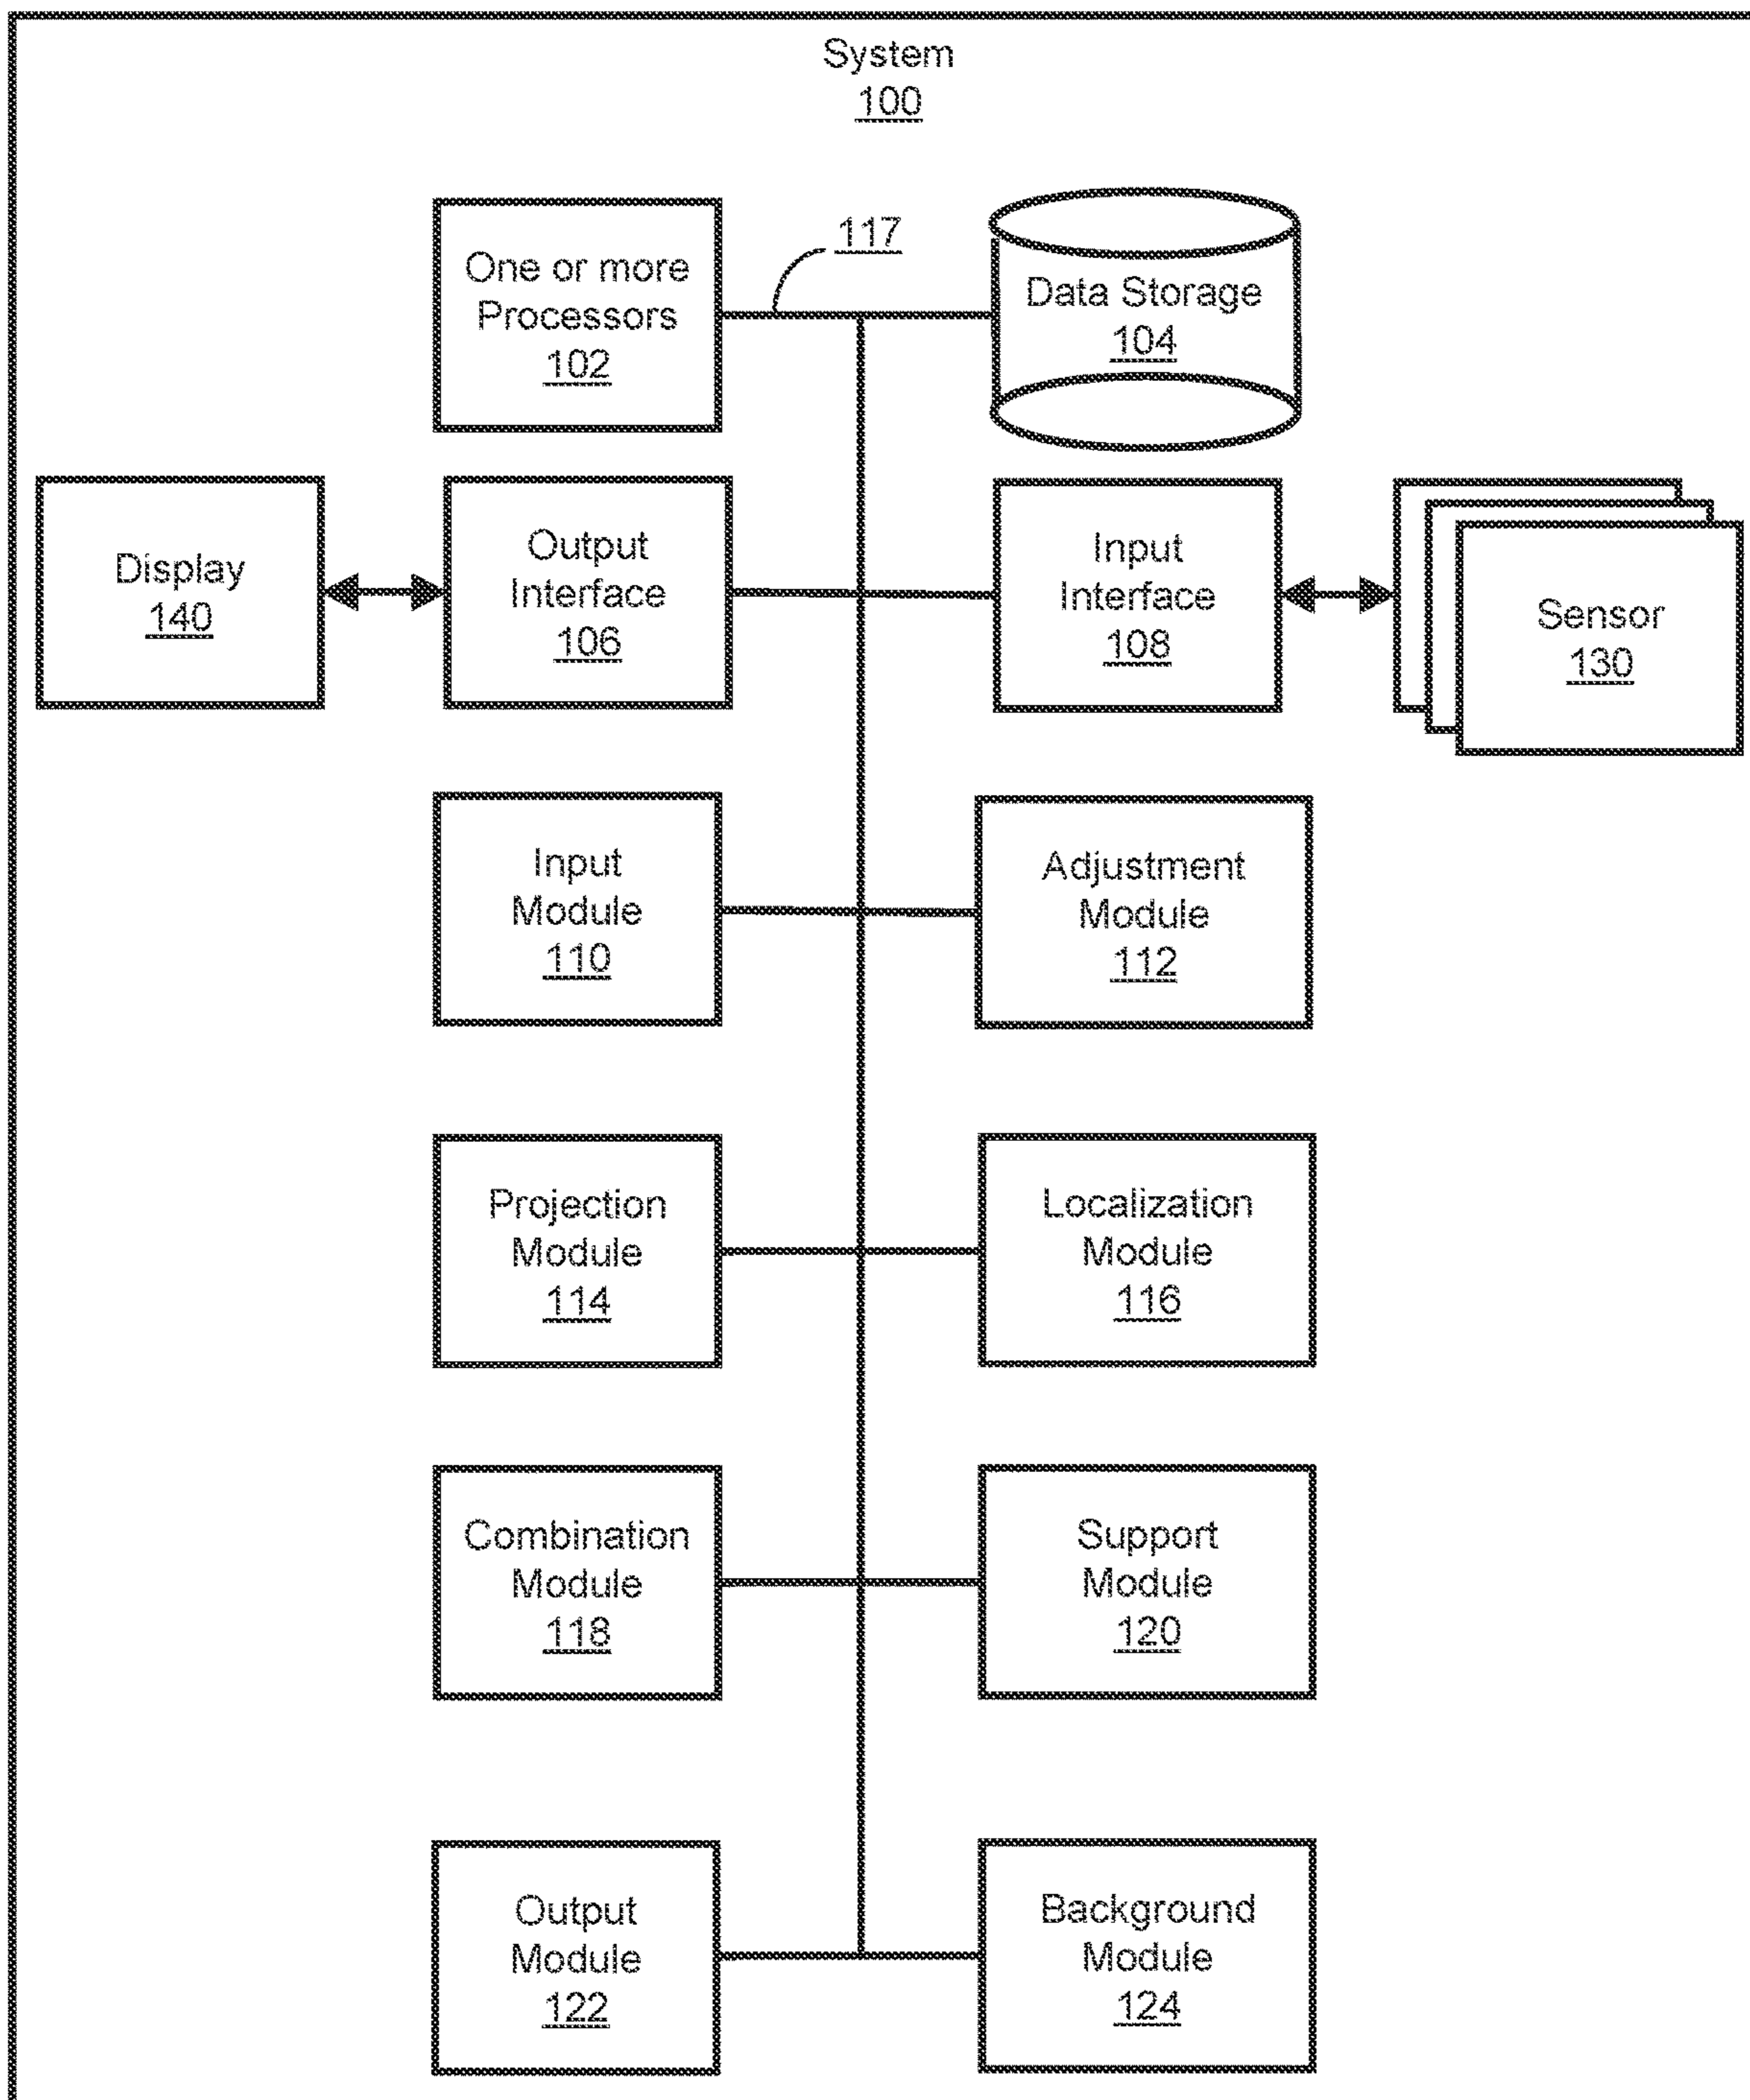 System
100
One or more
Processors
102
117
Data Storage
104
Display
140
Output
Interface
106
Input
Interface
108
Sensor
130
Input
Module
110
Adjustment
Module
112
Projection
Module
114
Localization
Module
116
Combination
Module
118
Support
Module
120
Output
Module
122
Background
Module
124